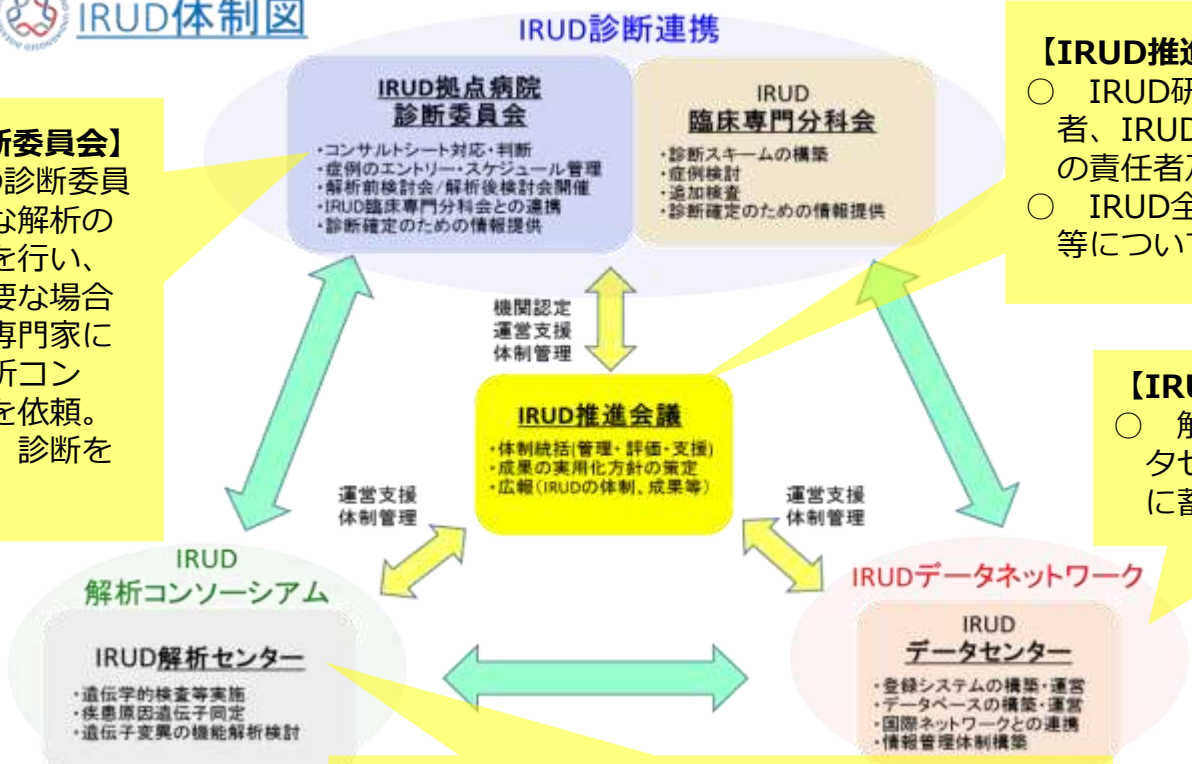 IRUD体制図
IRUD診断連携
IRUD拠点病院
診断委員会
・コンサルトシート対応・判断
・症例のエントリー・スケジュール管理
・解析前検討会/解析後検討会開催
・IRUD臨床専門分科会との連携
・診断確定のための情報提供
IRUD
臨床専門分科会
・診断スキームの構築
・症例検討
・追加検査
・診断確定のための情報提供
【IRUD推進
○ IRUD研
者、IRUD
の責任者
○ IRUD全
等につい
断委員会】
の診断委員
な解析の
を行い、
要な場合
専門家に
析コン
を依頼。
診断を
機関認定
運営支援
体制管理
IRUD推進会議
・体制統括(管理・評価・支援)
・成果の実用化方針の策定
・広報(IRUDの体制、成果等)
【IRU
○ 解
タセ
に蓄
運営支援
体制管理
運営支援
体制管理
IRUD
解析コンソーシアム
IRUD解析センター
・遺伝学的検査等実施
・疾患原因遺伝子同定
・遺伝子変異の機能解析検討
IRUDデータネットワーク
IRUD
データセンター
・登録システムの構築・運営
・データベースの構築・運営
・国際ネットワークとの連携
・情報管理体制構築